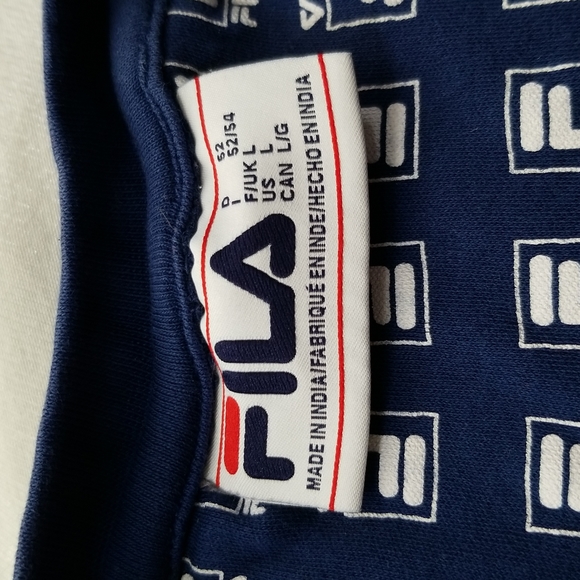 FILA
D 52
I 52/54
F/UK L
US L
CAN L/G
MADE IN INDIA/FABRIQUÉ EN INDE/HECHO EN INDIA